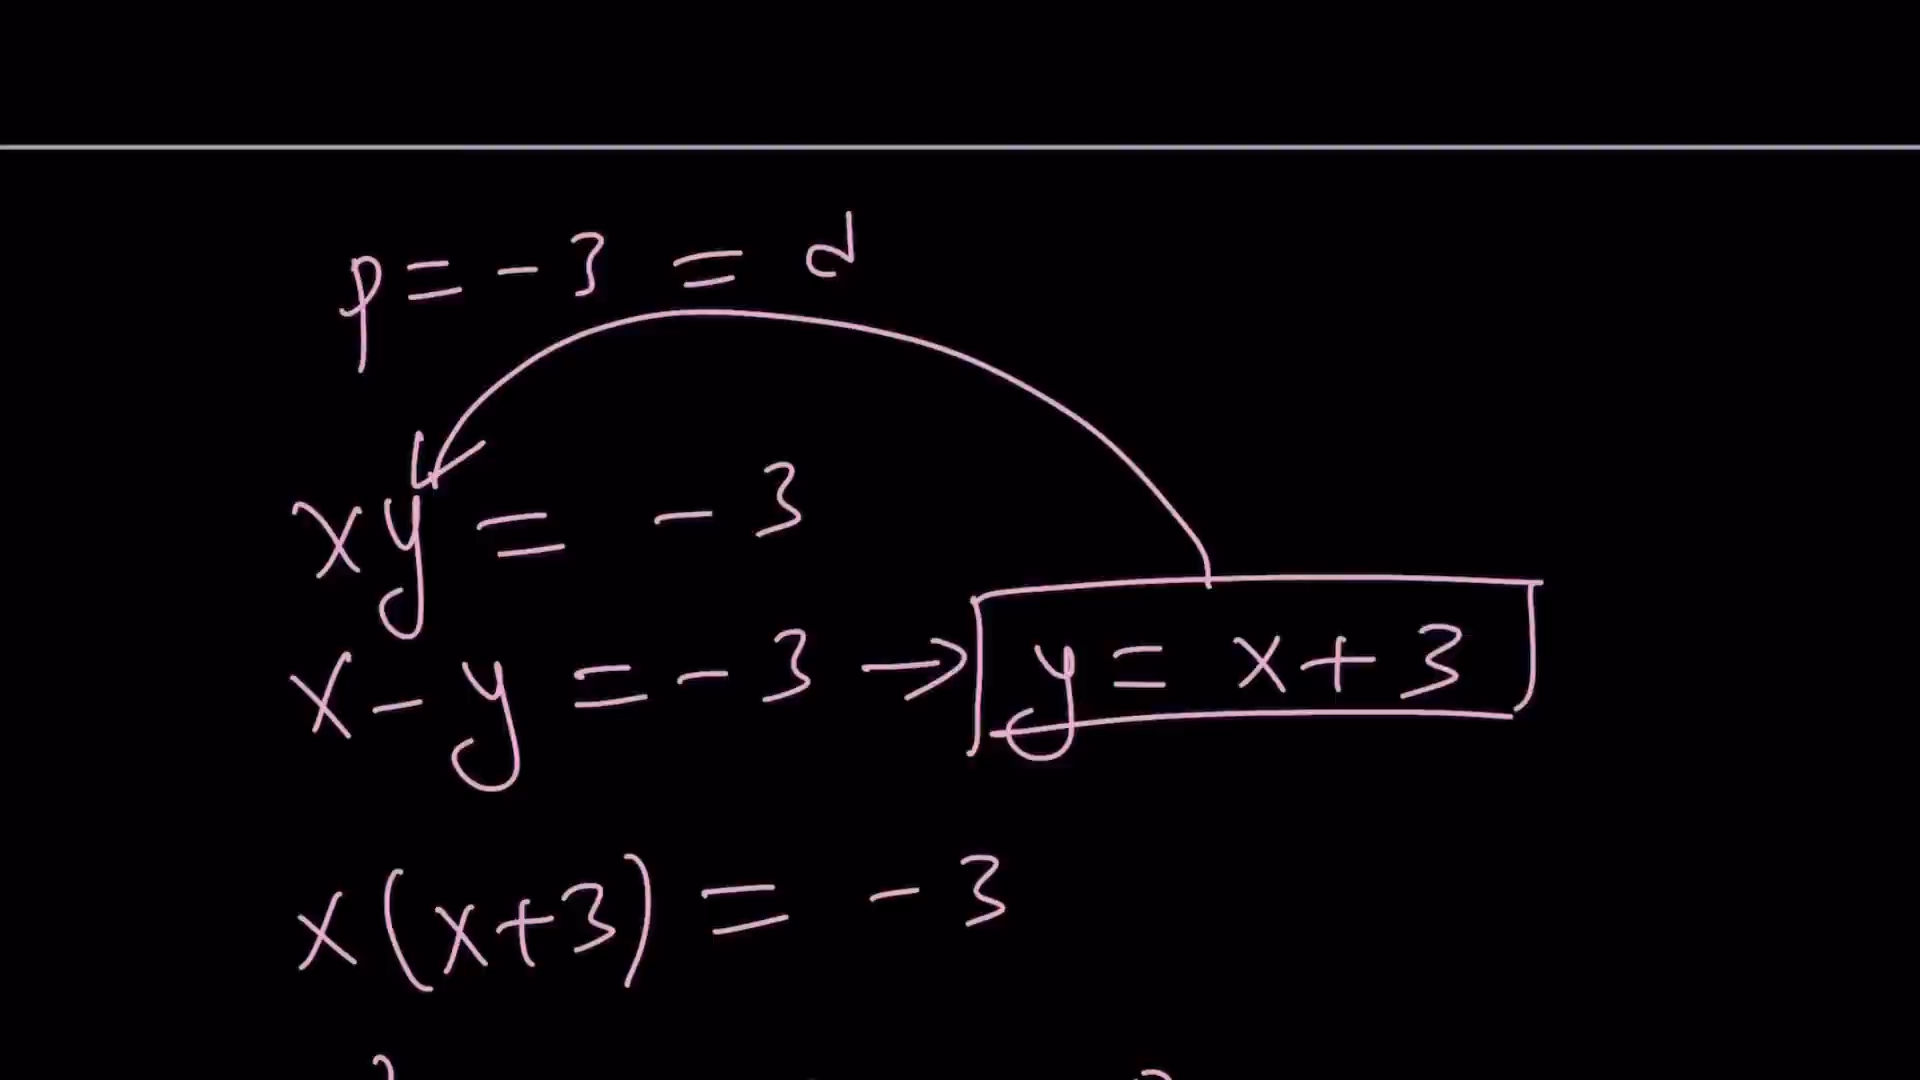 p = -3 = d
xy = -3
x - y = -3 → y = x + 3
x(x+3) = -3